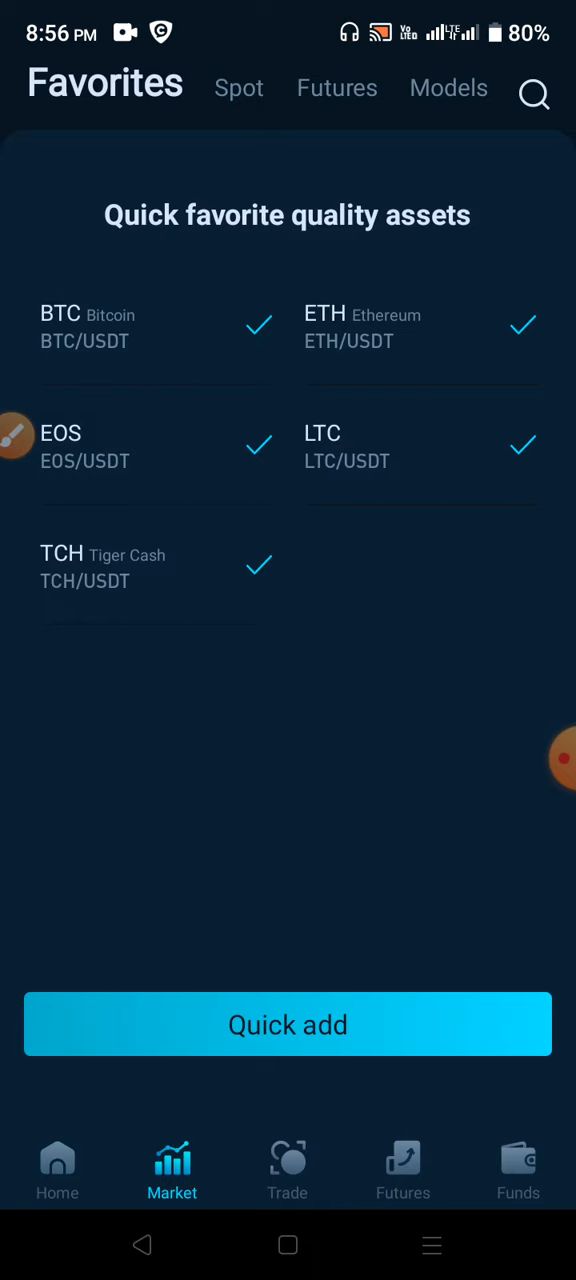 8:56 PM 80%
Favorites Spot Futures Models
Quick favorite quality assets
BTC Bitcoin ETH Ethereum
BTC/USDT ETH/USDT
EOS LTC
EOS/USDT LTC/USDT
TCH Tiger Cash
TCH/USDT
Quick add
Home Market Trade Futures Funds